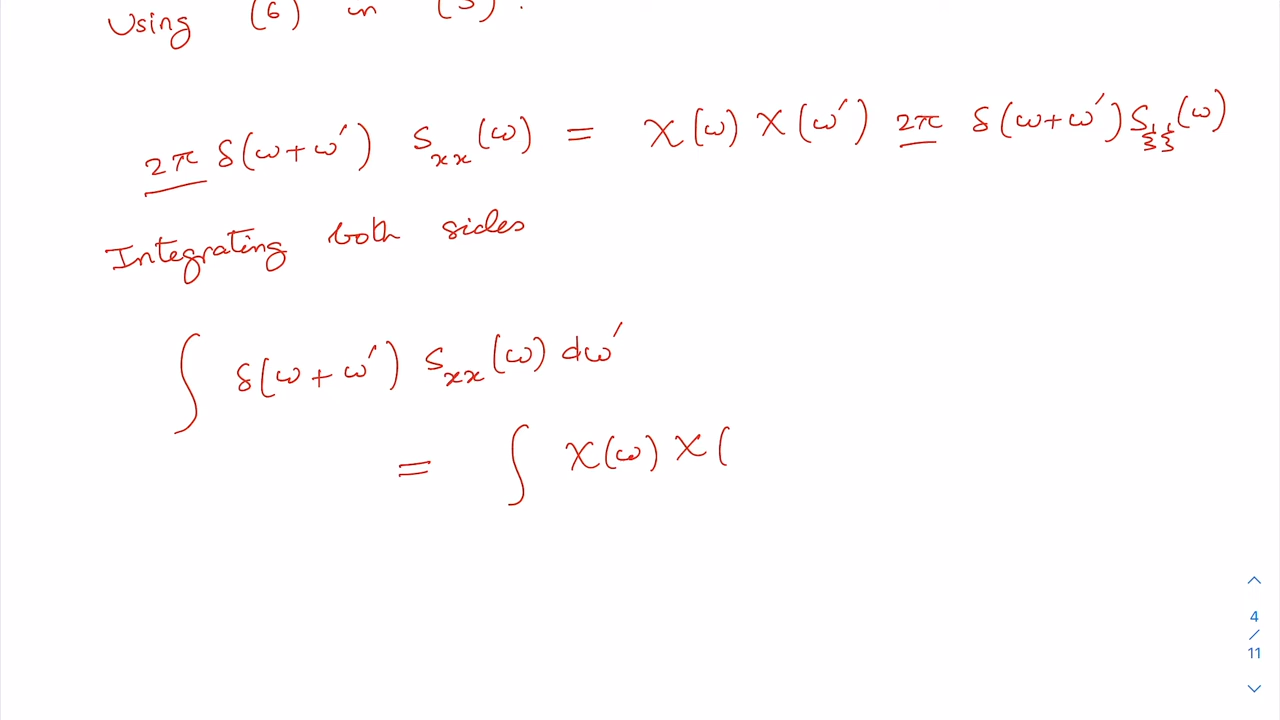 Using (6) in (5).
2π δ(ω+ω′) S_xx(ω) = χ(ω) χ(ω′) 2π δ(ω+ω′) S_ξξ(ω)
Integrating both sides
∫ δ(ω+ω′) S_xx(ω) dω′
= ∫ χ(ω) χ(
4
/
11